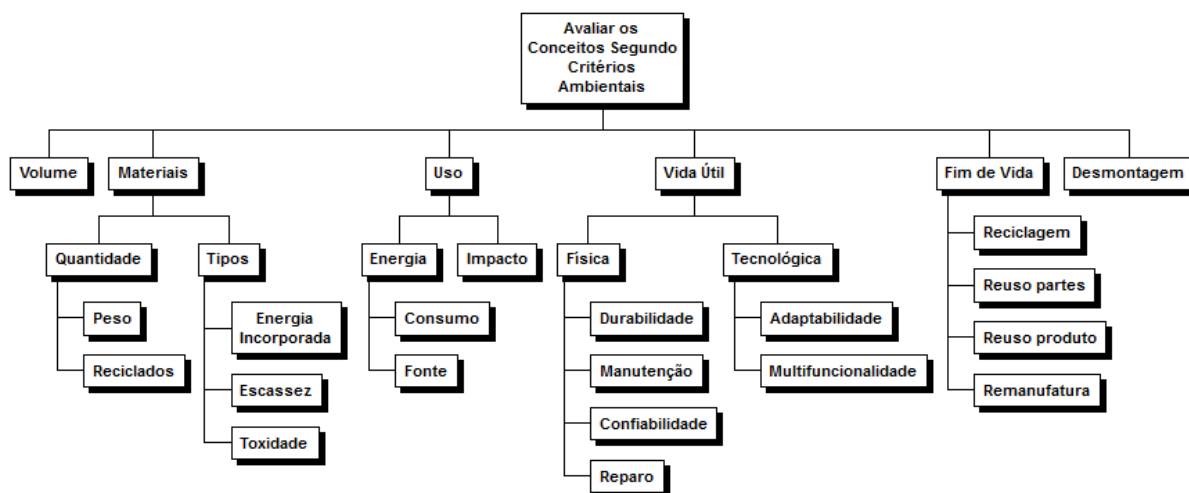 Avaliar os
Conceitos Segundo
Critérios
Ambientais
Volume
Materiais
Uso
Vida Útil
Fim de Vida
Desmontagem
Quantidade
Tipos
Energia
Impacto
Física
Tecnológica
Reciclagem
Peso
Energia
Incorporada
Consumo
Durabilidade
Adaptabilidade
Reuso partes
Reciclados
Escassez
Fonte
Manutenção
Multifuncionalidade
Reuso produto
Toxidade
Confiabilidade
Remanufatura
Reparo